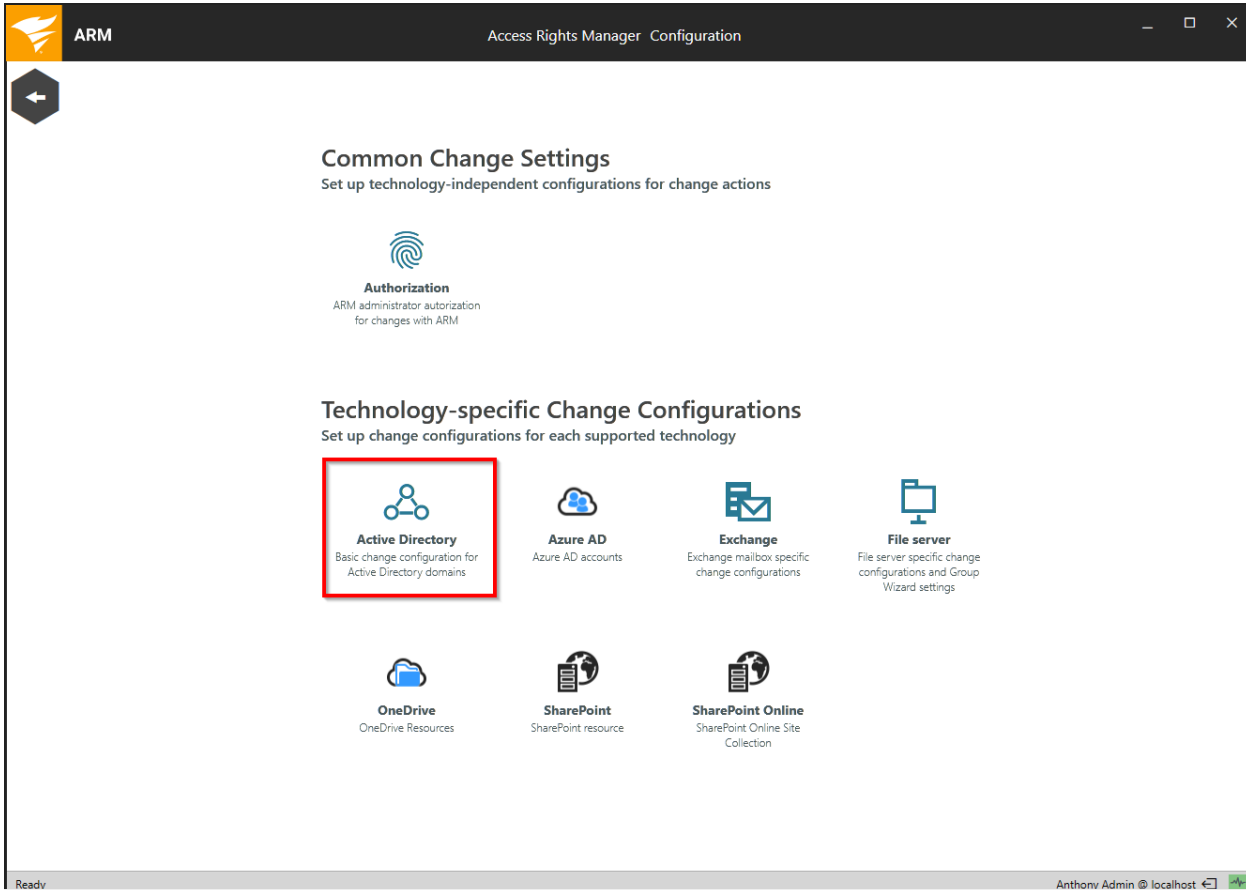 ARM
Access Rights Manager Configuration
Common Change Settings
Set up technology-independent configurations for change actions
Authorization
ARM administrator autorization
for changes with ARM
Technology-specific Change Configurations
Set up change configurations for each supported technology
Active Directory
Basic change configuration for
Active Directory domains
Azure AD
Azure AD accounts
Exchange
Exchange mailbox specific
change configurations
File server
File server specific change
configurations and Group
Wizard settings
OneDrive
OneDrive Resources
SharePoint
SharePoint resource
SharePoint Online
SharePoint Online Site
Collection
Ready
Anthony Admin @ localhost